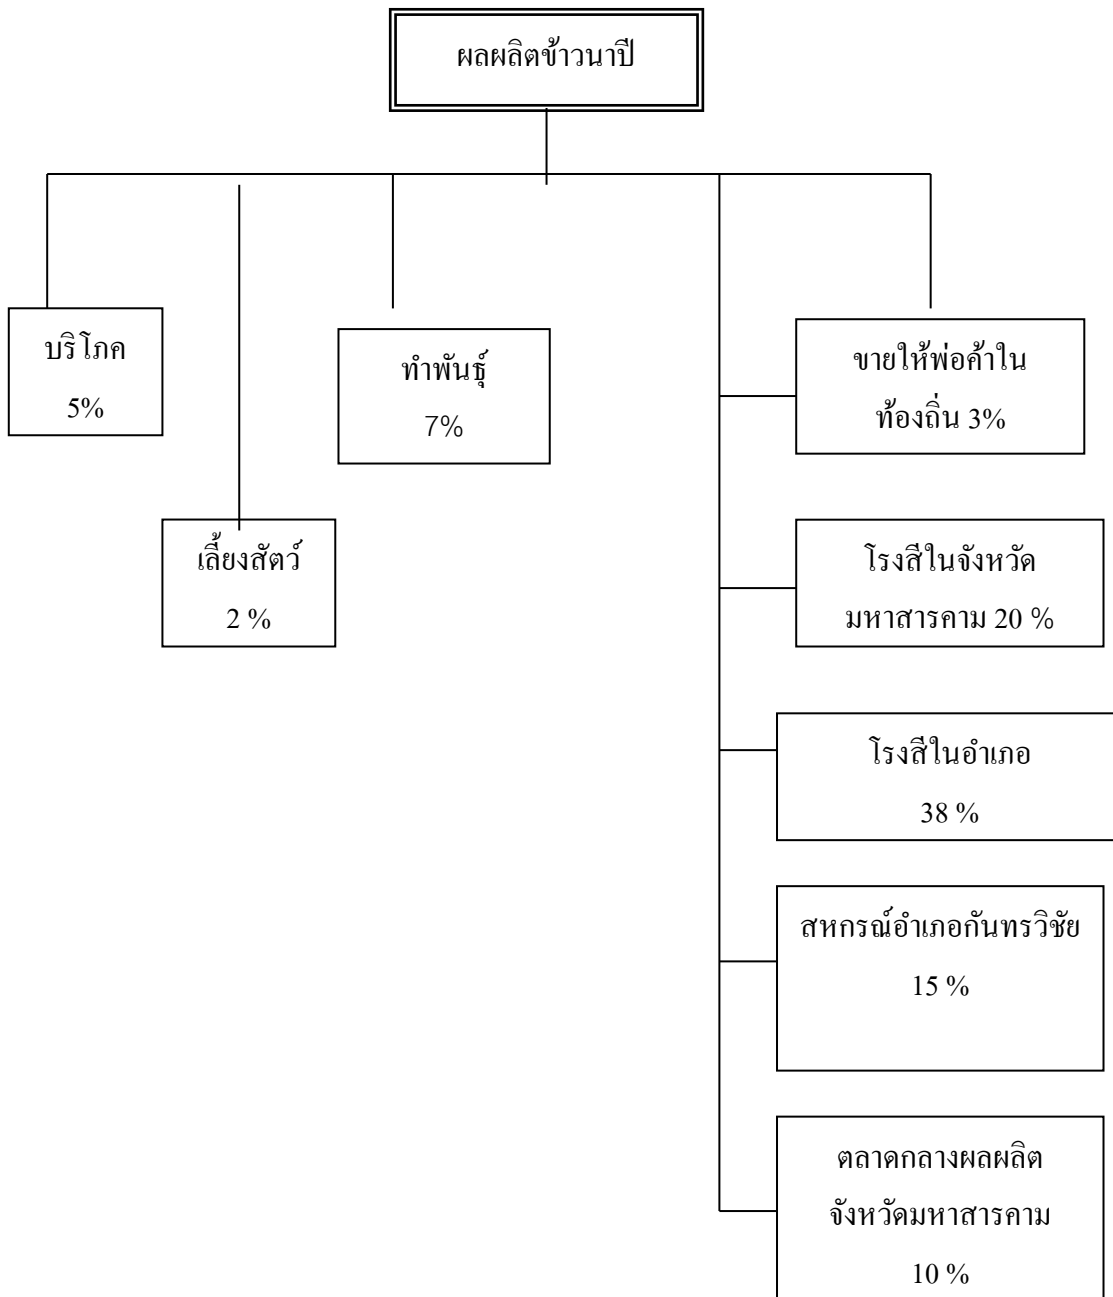 ผลผลิตข้าวนาปี
บริโภค
5%
ทำพันธุ์
7%
ขายให้พ่อค้าใน
ท้องถิ่น 3%
เลี้ยงสัตว์
2 %
โรงสีในจังหวัด
มหาสารคาม 20 %
โรงสีในอำเภอ
38 %
สหกรณ์อำเภอกันทรวิชัย
15 %
ตลาดกลางผลผลิต
จังหวัดมหาสารคาม
10 %